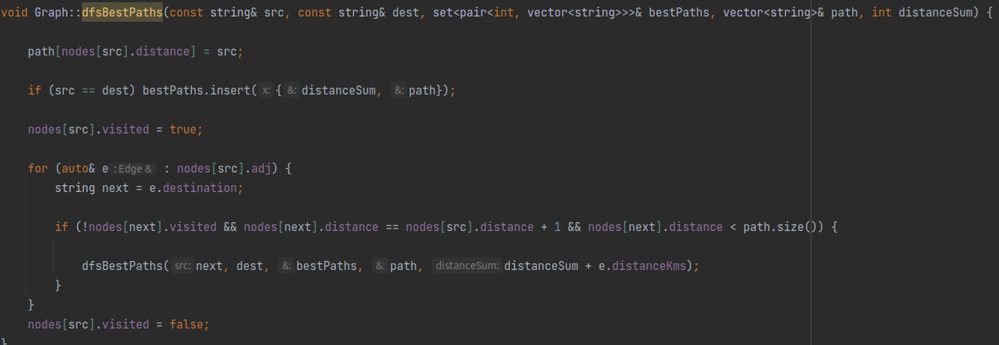 void Graph::dfsBestPaths(const string& src, const string& dest, set<pair<int, vector<string>>>& bestPaths, vector<string>& path, int distanceSum) {
path[nodes[src].distance] = src;
if (src == dest) bestPaths.insert( x: { &: distanceSum, &: path});
nodes[src].visited = true;
for (auto& e : Edge & : nodes[src].adj) {
string next = e.destination;
if (!nodes[next].visited && nodes[next].distance == nodes[src].distance + 1 && nodes[next].distance < path.size()) {
dfsBestPaths( src: next, dest, &: bestPaths, &: path, distanceSum: distanceSum + e.distanceKms);
}
}
nodes[src].visited = false;
}